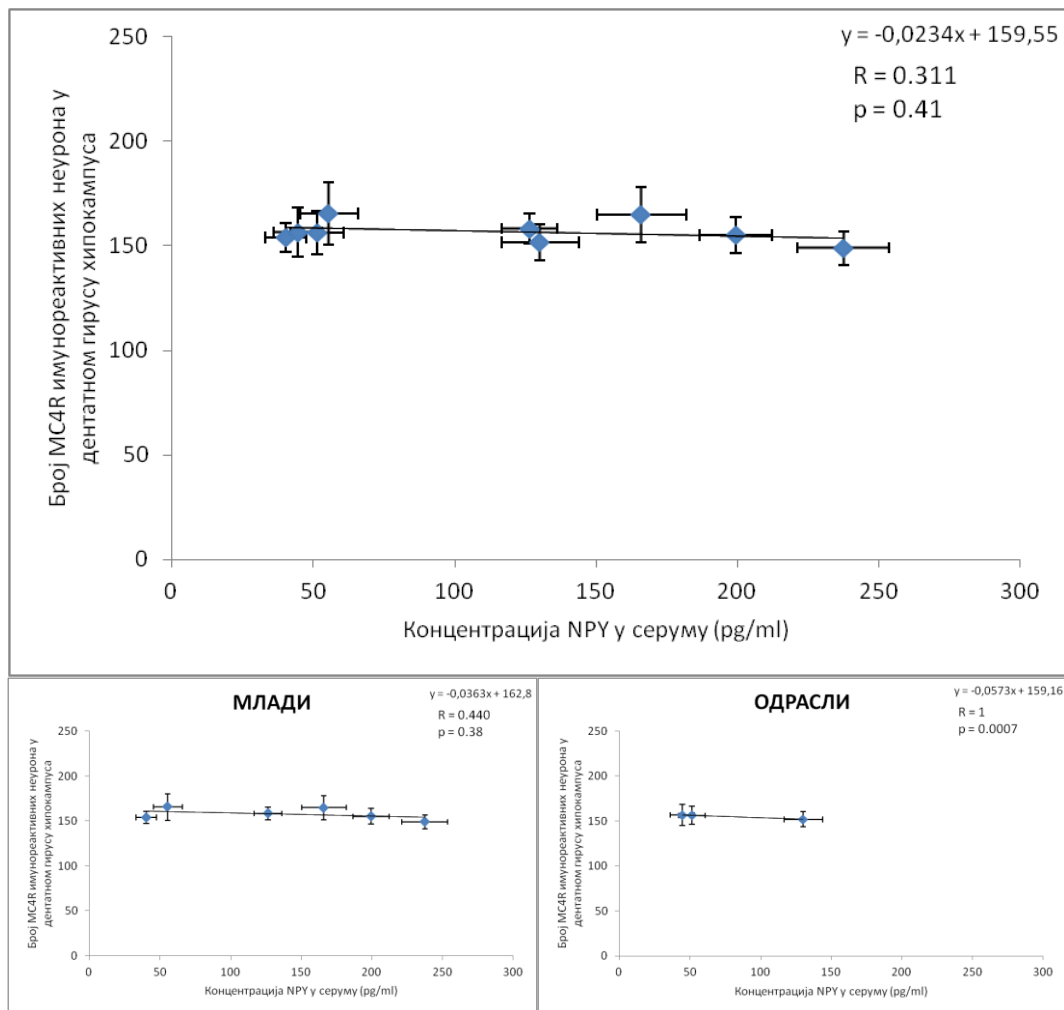 y = -0,0234x + 159,55
R = 0.311
p = 0.41
Број MC4R имунореактивних неурона у
дентатном гирусу хипокампуса
250
200
150
100
50
0
0 50 100 150 200 250 300
Концентрација NPY у серуму (pg/ml)
МЛАДИ
y = -0,0363x + 162,8
R = 0.440
p = 0.38
Број MC4R имунореактивних неурона у
дентатном гирусу хипокампуса
250
200
150
100
50
0
0 50 100 150 200 250 300
Концентрација NPY у серуму (pg/ml)
ОДРАСЛИ
y = -0,0573x + 159,16
R = 1
p = 0.0007
Број MC4R имунореактивних неурона у
дентатном гирусу хипокампуса
250
200
150
100
50
0
0 50 100 150 200 250 300
Концентрација NPY у серуму (pg/ml)